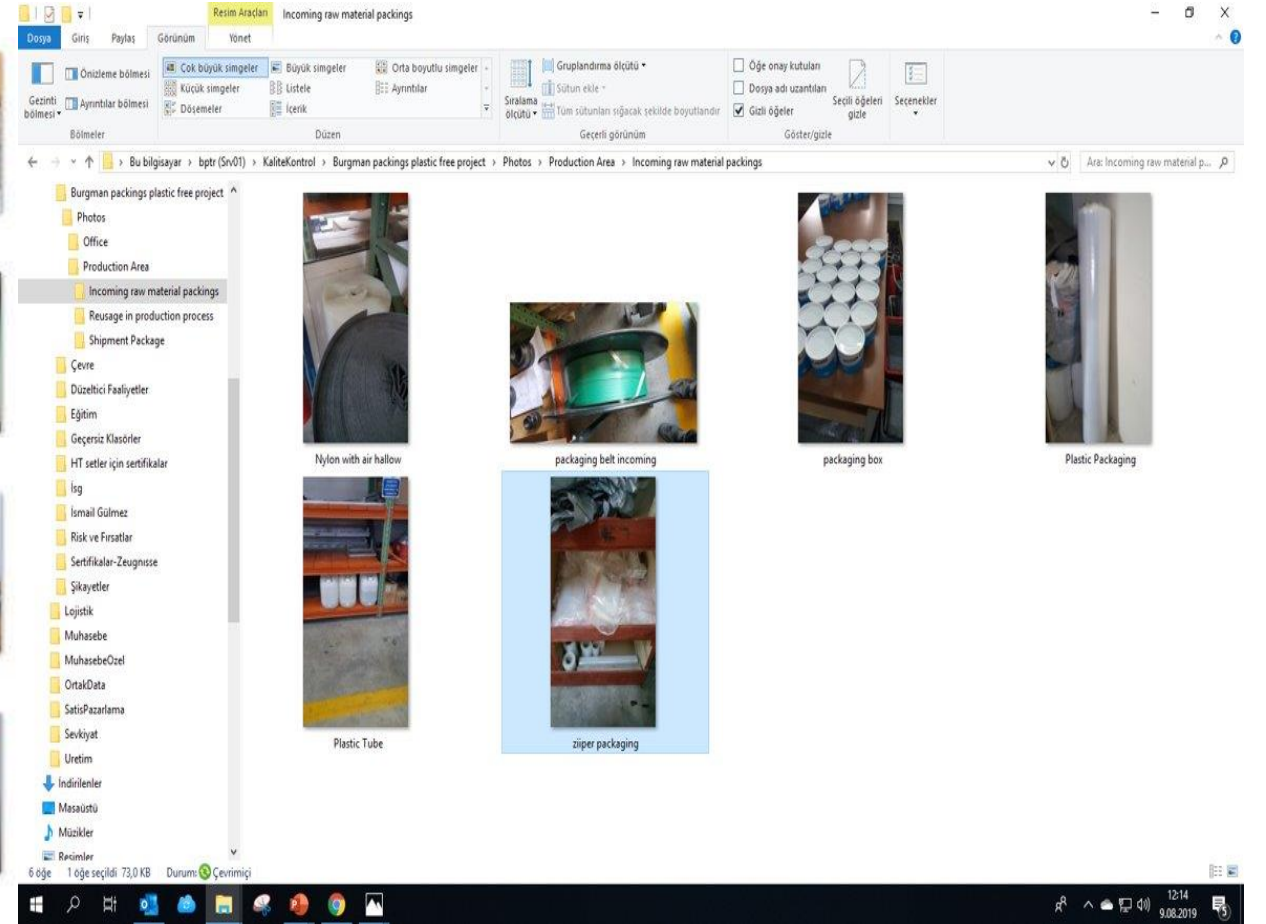 Resim Araçları
Incoming raw material packings
Dosya
Giriş
Paylaş
Görünüm
Yönet
Gezinti bölmesi
Önizleme bölmesi
Ayrıntılar bölmesi
Bölmeler
Çok büyük simgeler
Büyük simgeler
Orta boyutlu simgeler
Küçük simgeler
Listele
Ayrıntılar
Döşemeler
İçerik
Düzen
Sıralama ölçütü
Gruplandırma ölçütü
Sütun ekle
Tüm sütunları sığacak şekilde boyutlandır
Geçerli görünüm
Öğe onay kutuları
Dosya adı uzantıları
Gizli öğeler
Seçili öğeleri gizle
Seçenekler
Göster/gizle
Bu bilgisayar > bptr (Srv01) > KaliteKontrol > Burgman packings plastic free project > Photos > Production Area > Incoming raw material packings
Ara: Incoming raw material p...
Burgman packings plastic free project
Photos
Office
Production Area
Incoming raw material packings
Reusage in production process
Shipment Package
Çevre
Düzeltici Faaliyetler
Eğitim
Geçersiz Klasörler
HT setler için sertifikalar
İsg
İsmail Gülmez
Risk ve Fırsatlar
Sertifikalar-Zeugnısse
Şikayetler
Lojistik
Muhasebe
MuhasebeOzel
OrtakData
SatisPazarlama
Sevkiyat
Uretim
İndirilenler
Masaüstü
Müzikler
Resimler
Nylon with air hallow
packaging belt incoming
packaging box
Plastic Packaging
Plastic Tube
ziiper packaging
6 öğe
1 öğe seçildi 73,0 KB
Durum: Çevrimiçi
12:14
9.08.2019